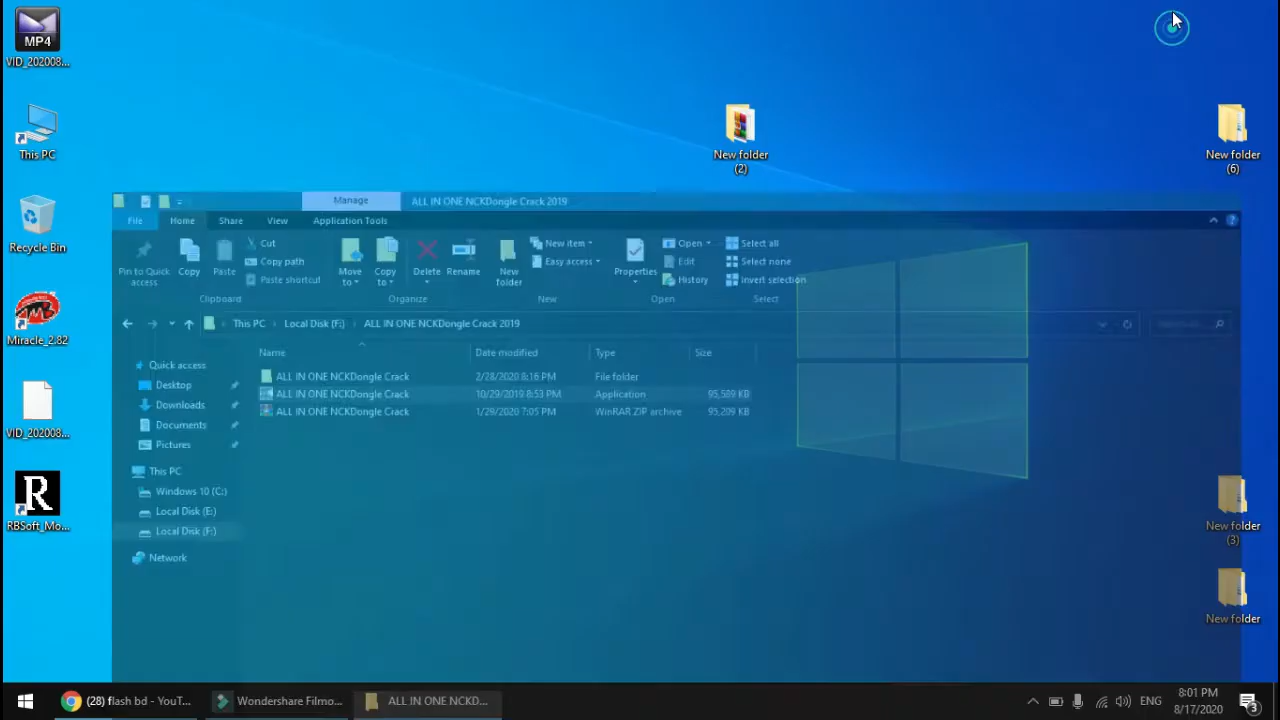 MP4
VID_202008...
This PC
Recycle Bin
Miracle_2.82
VID_202008...
R
RBSoft_Mo...
New folder
(2)
New folder
(6)
New folder
(3)
New folder
Manage
ALL IN ONE NCKDongle Crack 2019
File
Home
Share
View
Application Tools
Pin to Quick
access
Copy
Paste
Cut
Copy path
Paste shortcut
Clipboard
Move
to
Copy
to
Delete
Rename
Organize
New
folder
New item
Easy access
New
Properties
Open
Edit
History
Open
Select all
Select none
Invert selection
Select
This PC
Local Disk (F:)
ALL IN ONE NCKDongle Crack 2019
Name
Date modified
Type
Size
ALL IN ONE NCKDongle Crack
2/28/2020 8:16 PM
File folder
ALL IN ONE NCKDongle Crack
10/29/2019 8:53 PM
Application
95,589 KB
ALL IN ONE NCKDongle Crack
1/29/2020 7:05 PM
WinRAR ZIP archive
95,209 KB
Quick access
Desktop
Downloads
Documents
Pictures
This PC
Windows 10 (C:)
Local Disk (E:)
Local Disk (F:)
Network
(28) flash bd - YouT...
Wondershare Filmo...
ALL IN ONE NCKD...
ENG
8:01 PM
8/17/2020
3